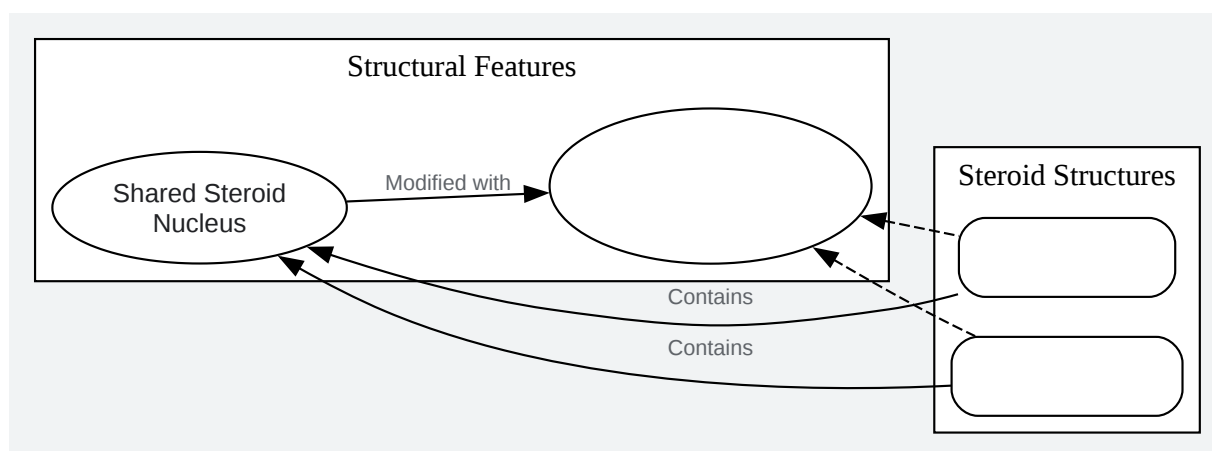 Structural Features
Shared Steroid
Nucleus
Modified with
Steroid Structures
Contains
Contains